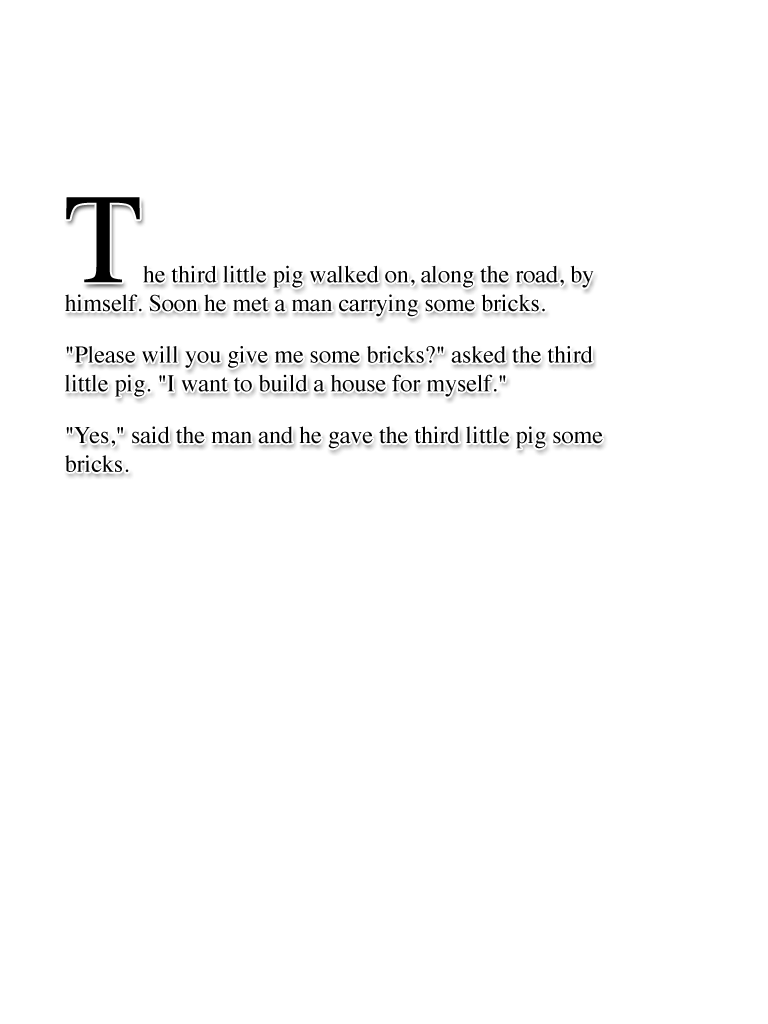 The third little pig walked on, along the road, by
himself. Soon he met a man carrying some bricks.
"Please will you give me some bricks?" asked the third
little pig. "I want to build a house for myself."
"Yes," said the man and he gave the third little pig some
bricks.